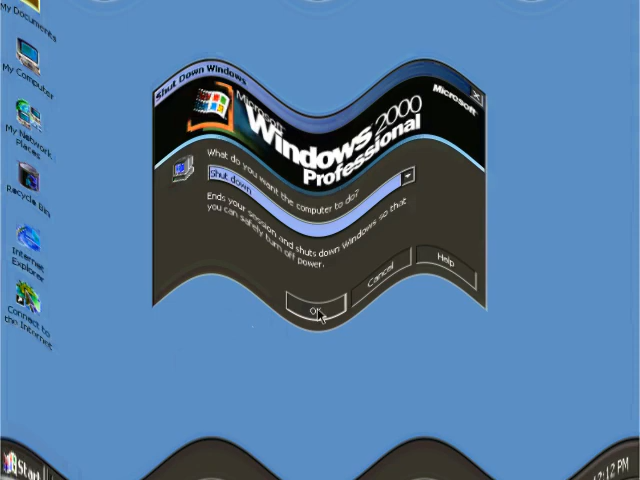 My Documents
My Computer
My Network
Places
Recycle Bin
Internet
Explorer
Connect to
the Internet
Shut Down Windows
Microsoft
Windows 2000
Professional
Microsoft
What do you want the computer to do?
Shut down
Ends your session and shuts down Windows so that
you can safely turn off power.
OK
Cancel
Help
Start
12:12 PM